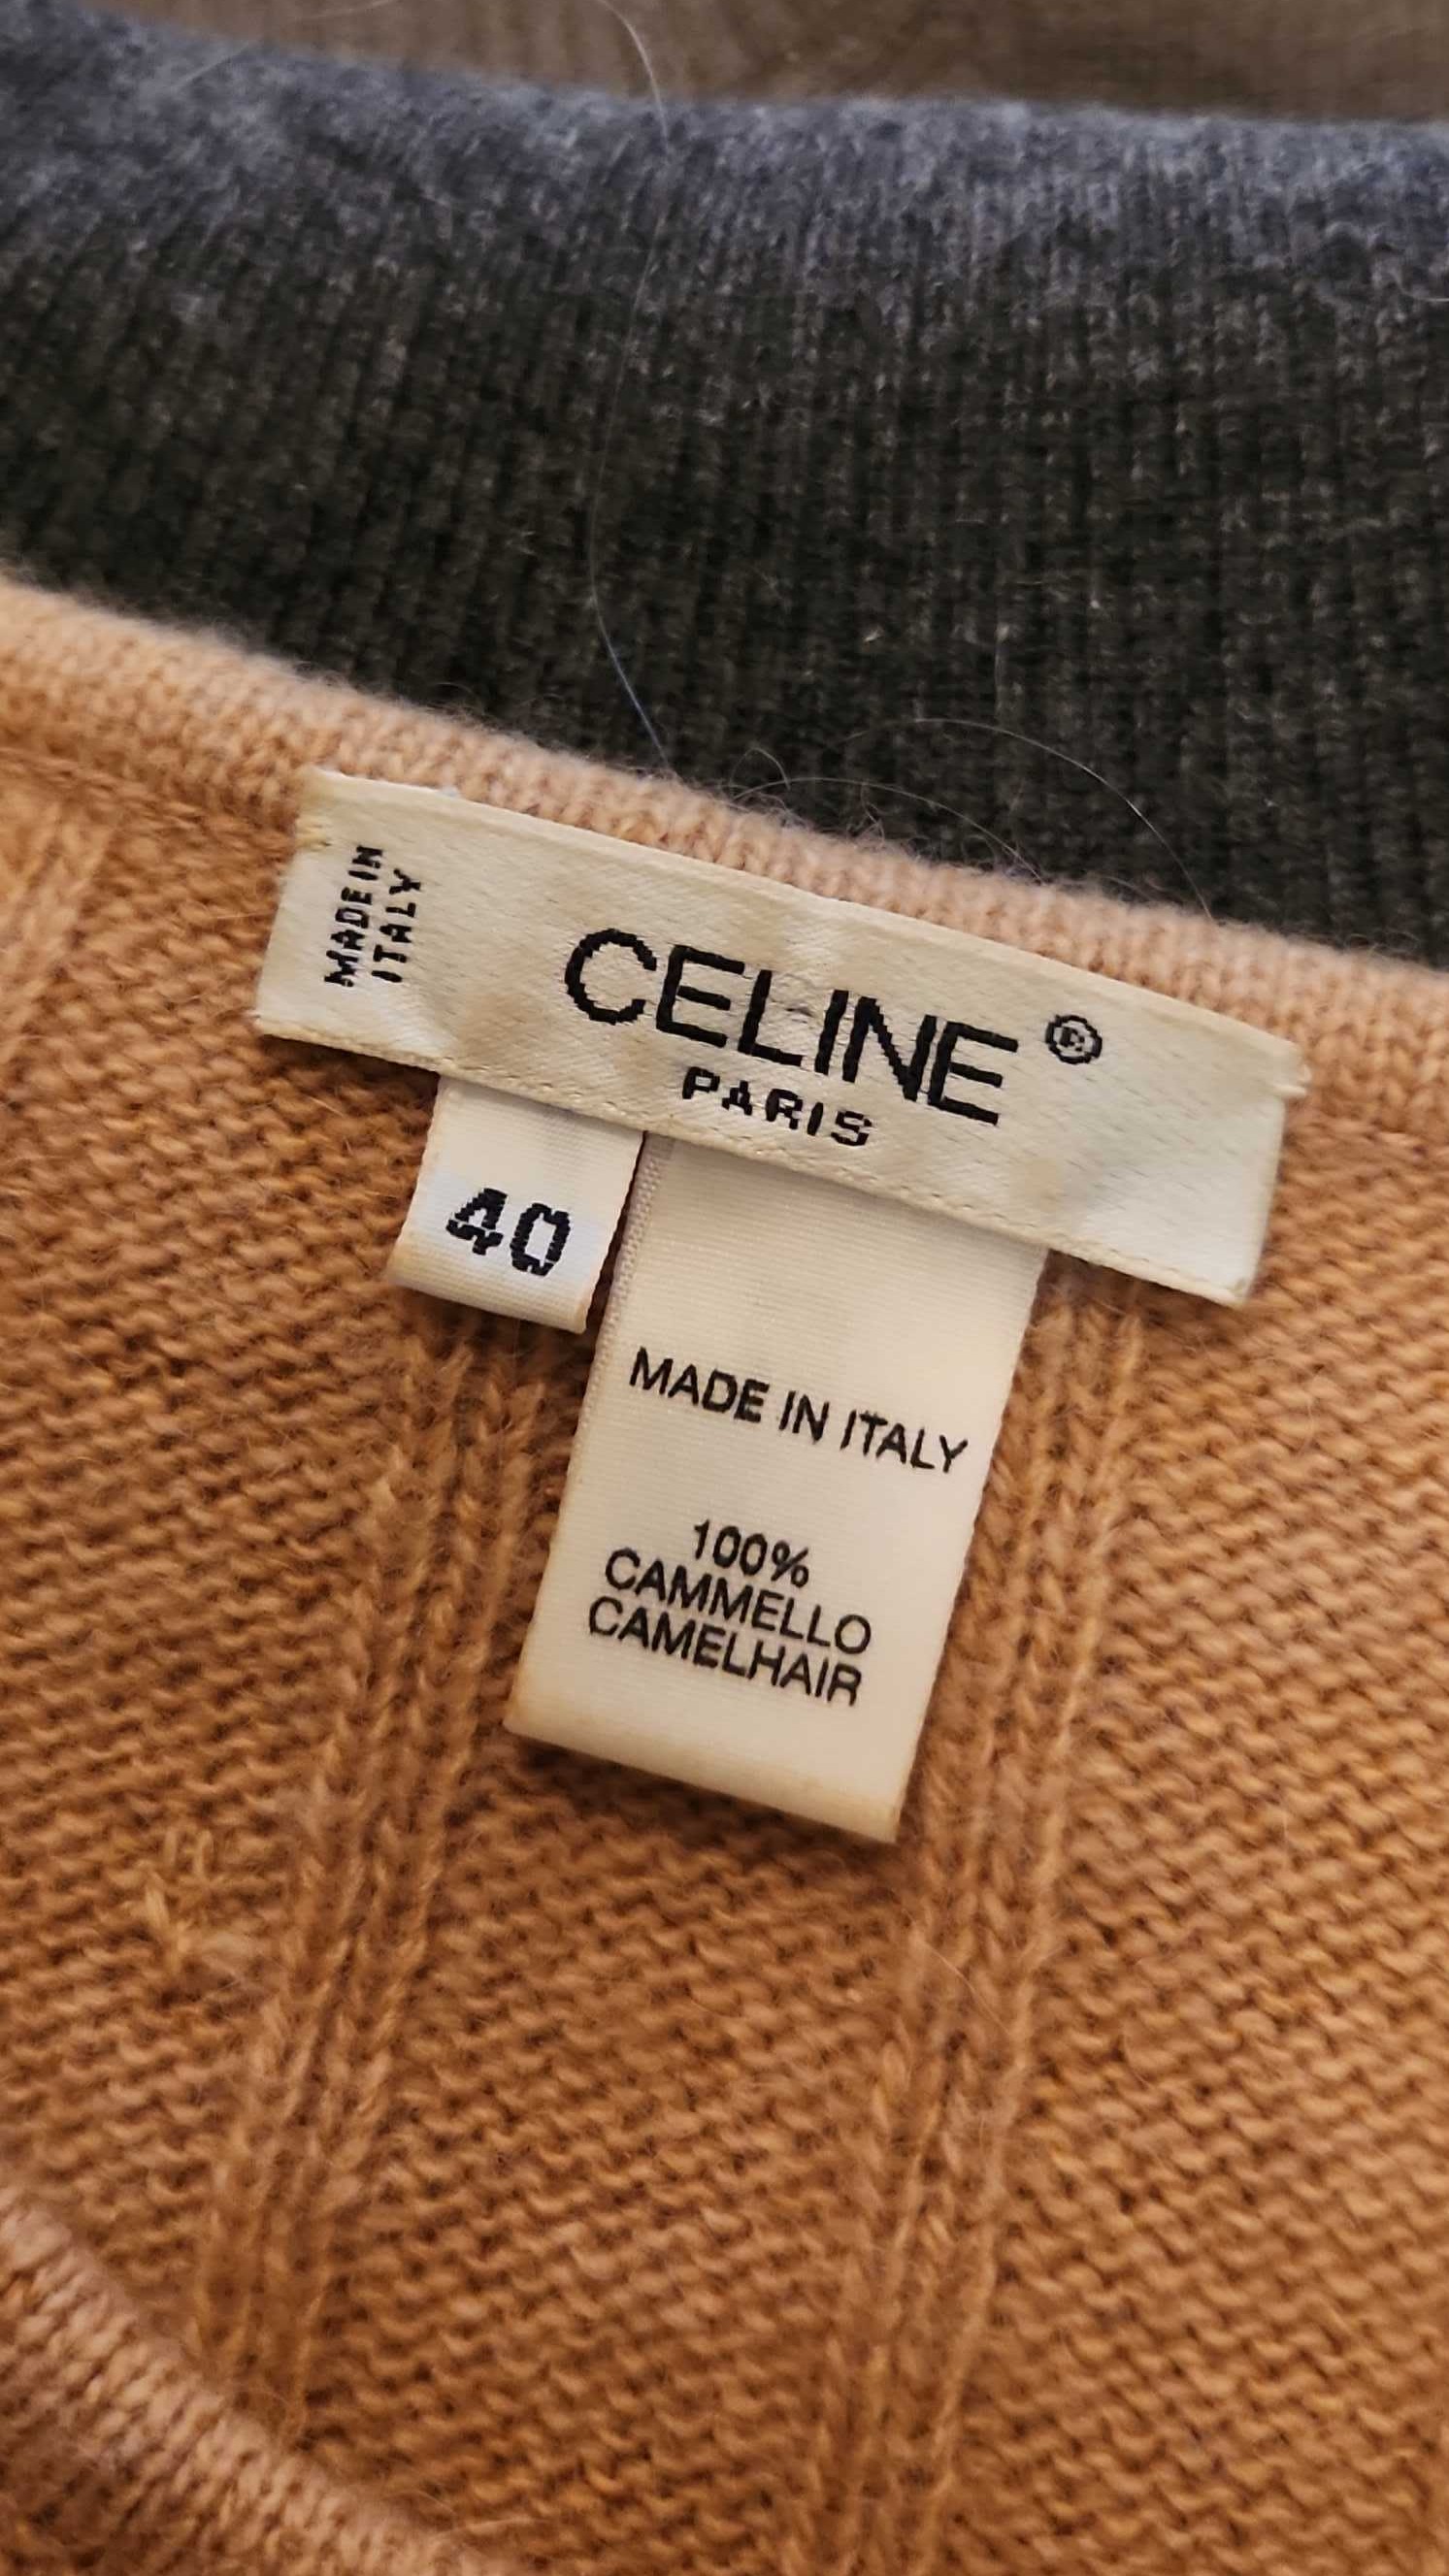 MADE IN
ITALY
CELINE®
PARIS
40
MADE IN ITALY
100%
CAMMELLO
CAMELHAIR